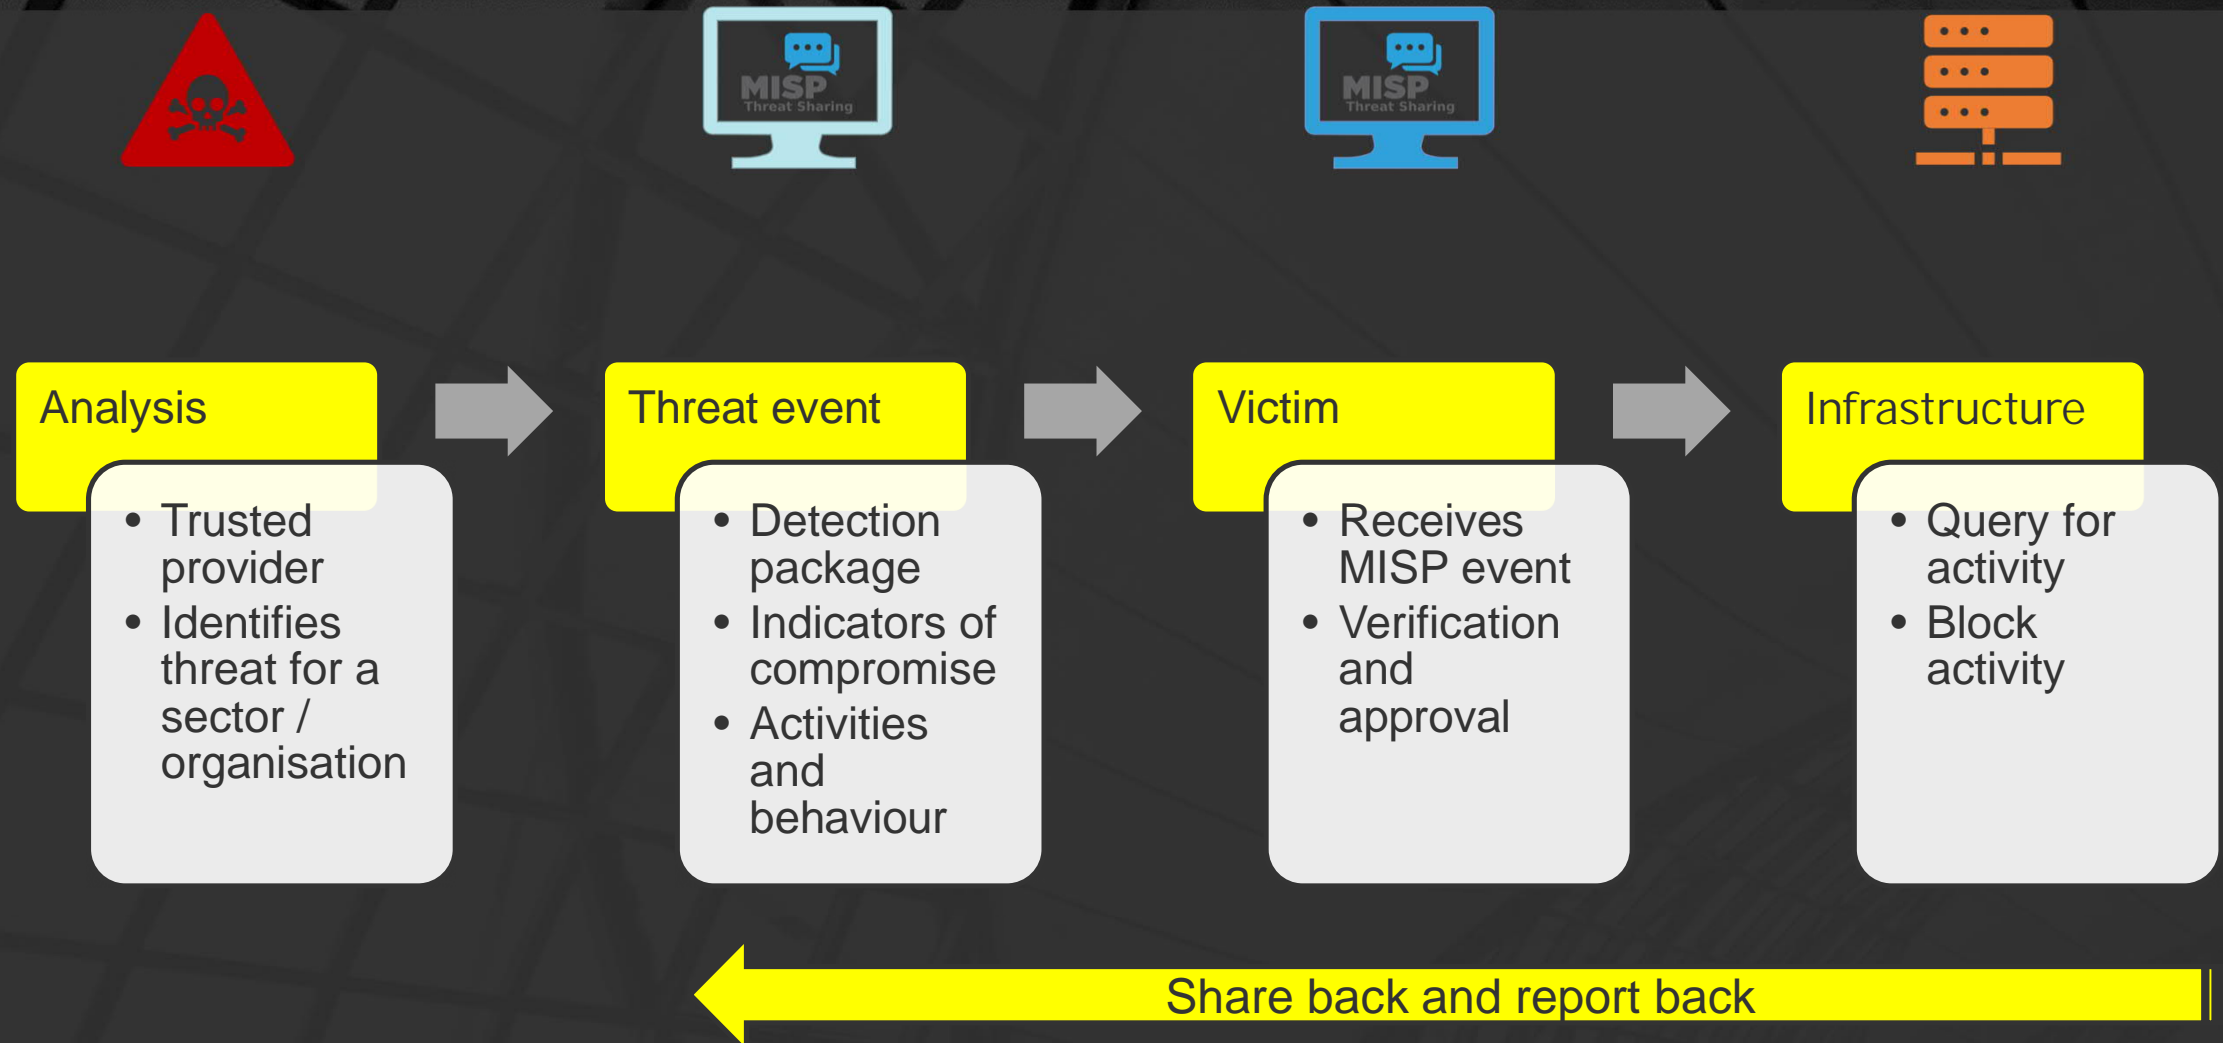 MISP
Threat Sharing
MISP
Threat Sharing
Analysis
• Trusted
provider
• Identifies
threat for a
sector /
organisation
Threat event
• Detection
package
• Indicators of
compromise
• Activities
and
behaviour
Victim
• Receives
MISP event
• Verification
and
approval
Infrastructure
• Query for
activity
• Block
activity
Share back and report back